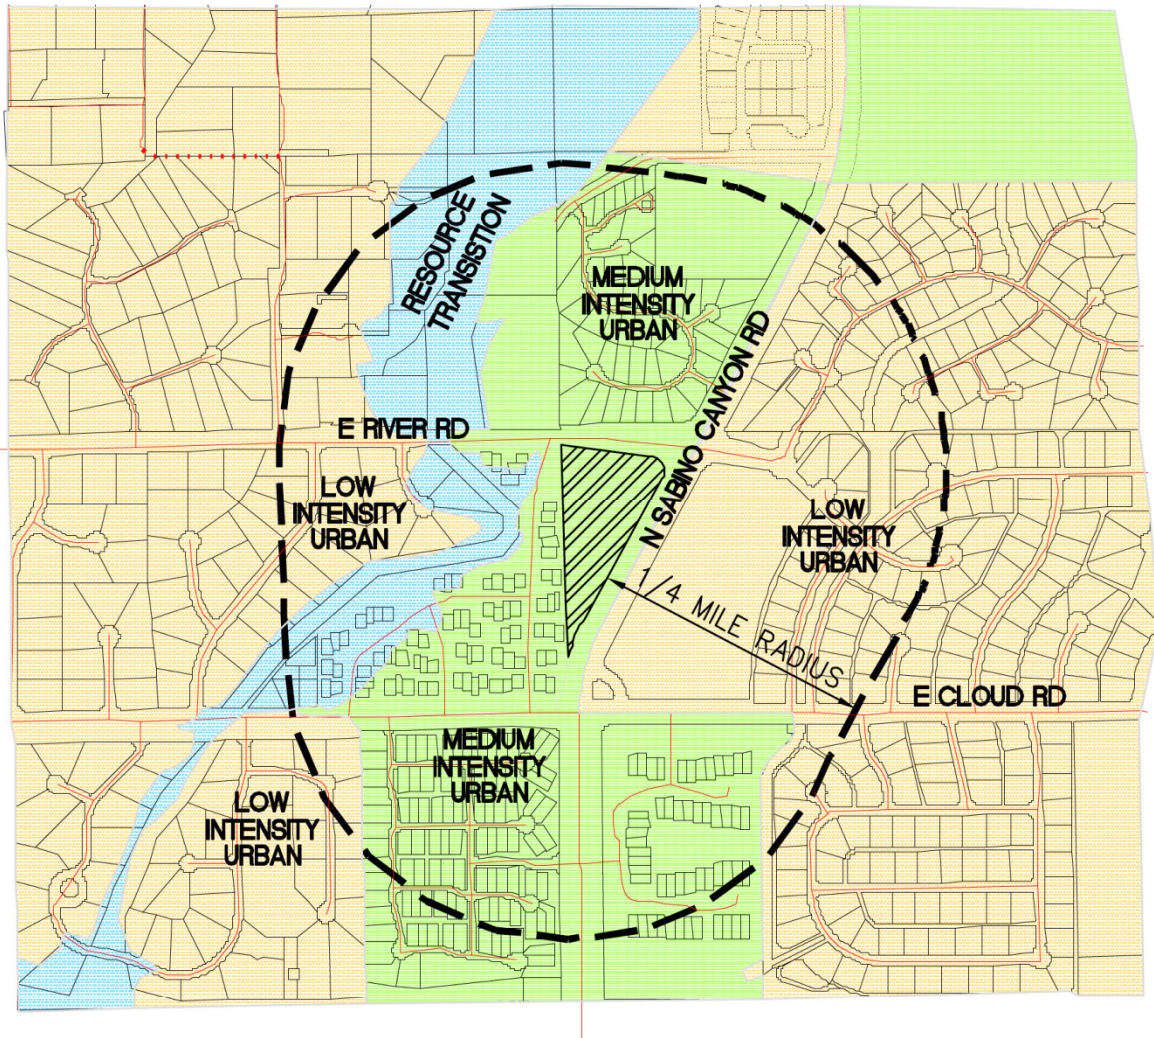 RESOURCE
TRANSISTION
MEDIUM
INTENSITY
URBAN
N SABINO CANYON RD
E RIVER RD
LOW
INTENSITY
URBAN
LOW
INTENSITY
URBAN
1/4 MILE RADIUS
E CLOUD RD
MEDIUM
INTENSITY
URBAN
LOW
INTENSITY
URBAN